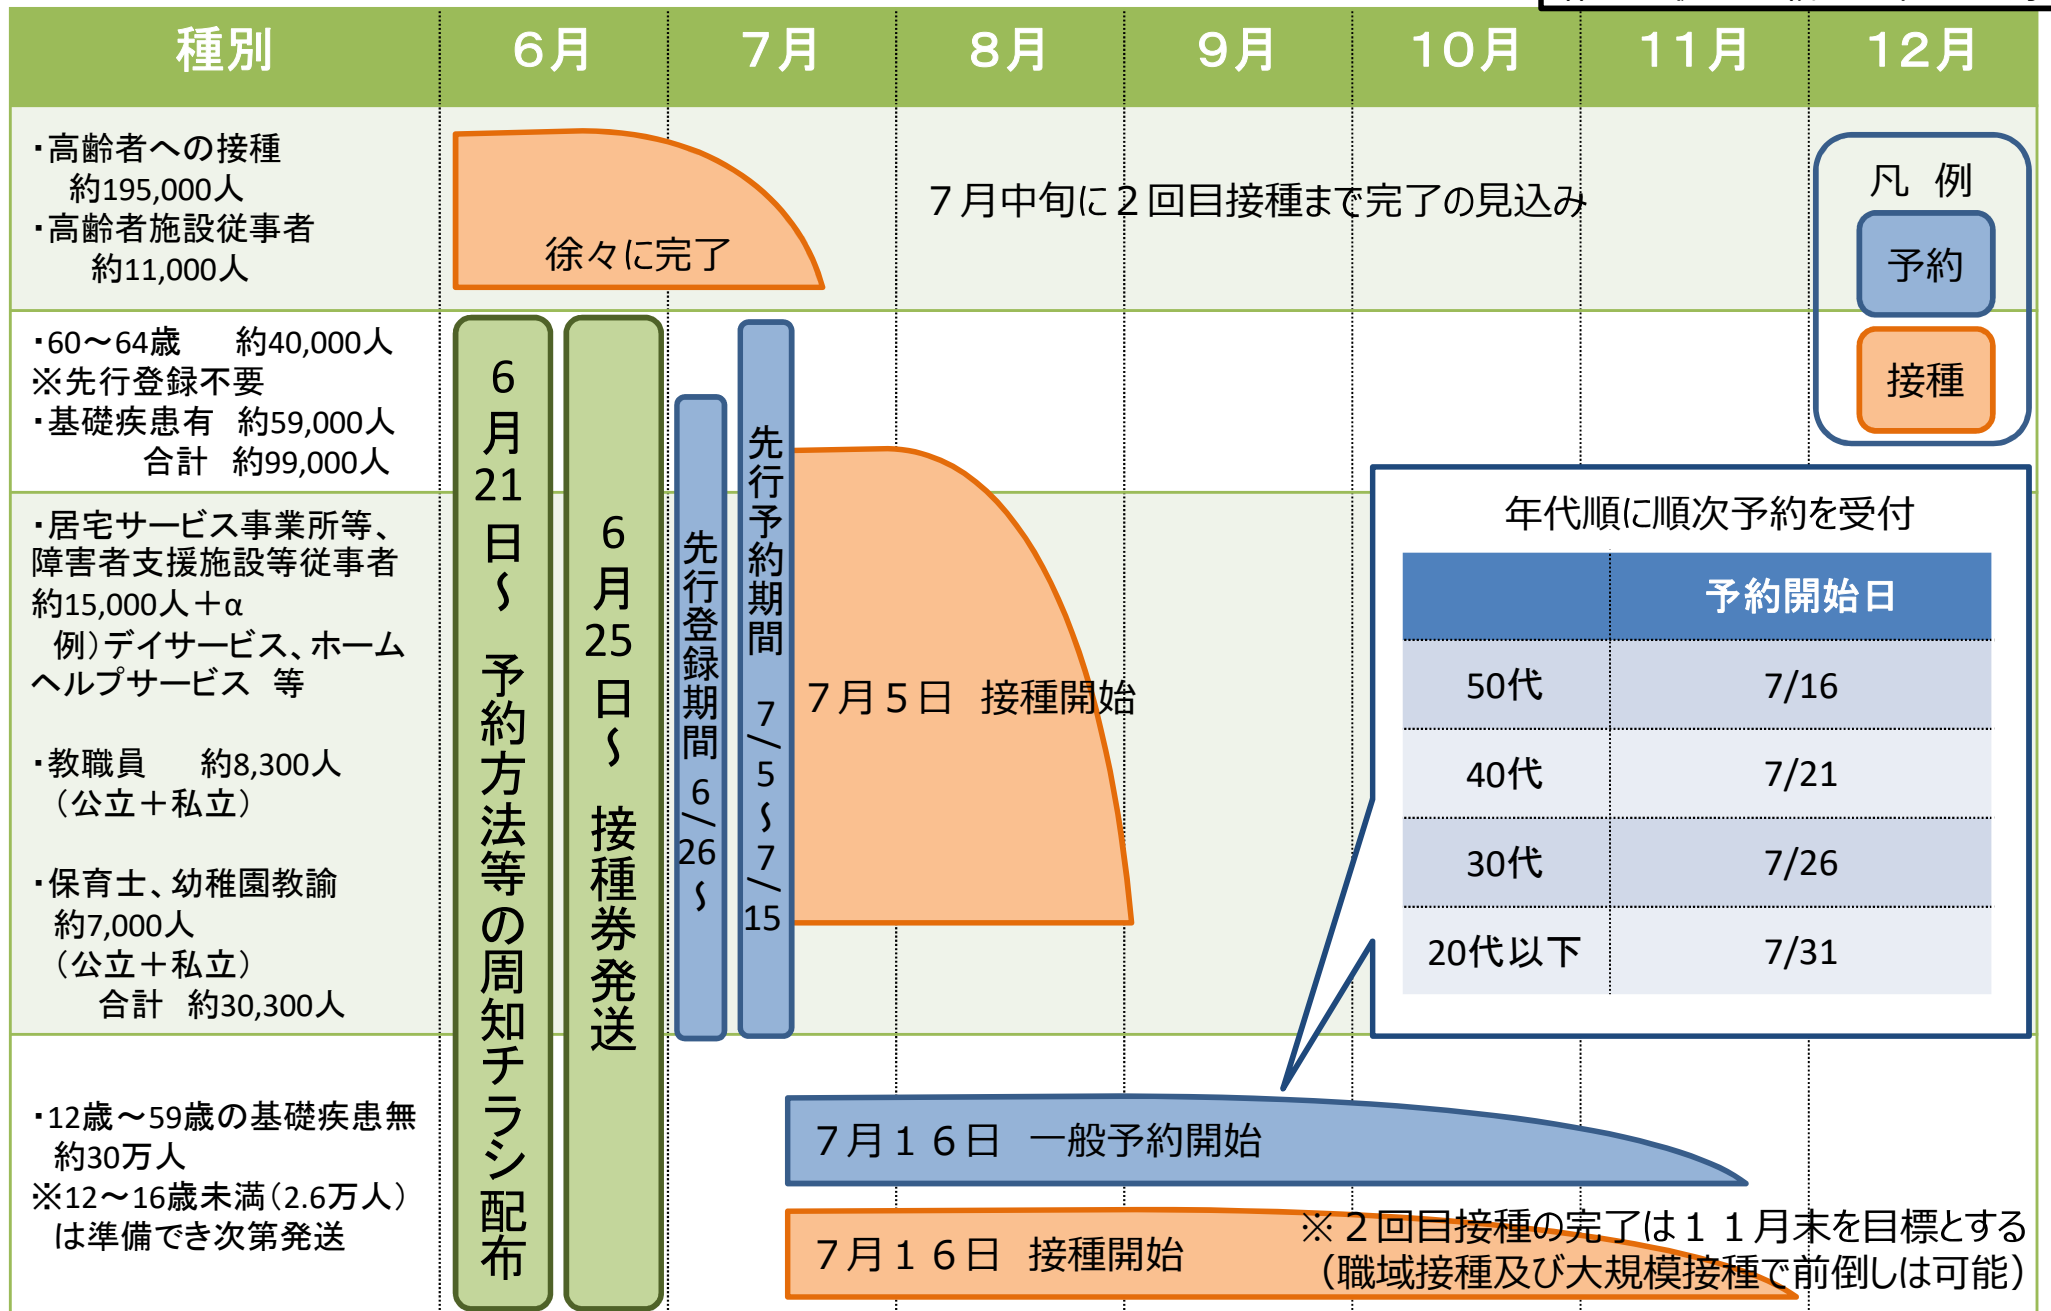 種別
6月
7月
8月
9月
10月
11月
12月
・高齢者への接種
約195,000人
・高齢者施設従事者
約11,000人
徐々に完了
７月中旬に２回目接種まで完了の見込み
凡 例
予約
接種
・60～64歳 約40,000人
※先行登録不要
・基礎疾患有 約59,000人
合計 約99,000人
・居宅サービス事業所等、
障害者支援施設等従事者
約15,000人＋α
例）デイサービス、ホーム
ヘルプサービス 等
・教職員 約8,300人
（公立＋私立）
・保育士、幼稚園教諭
約7,000人
（公立＋私立）
合計 約30,300人
6月21日～ 予約方法等の周知チラシ配布
6月25日～ 接種券発送
先行登録期間 6/26～
先行予約期間 7/5～7/15
７月５日 接種開始
年代順に順次予約を受付
予約開始日
50代 7/16
40代 7/21
30代 7/26
20代以下 7/31
・12歳～59歳の基礎疾患無
約30万人
※12～16歳未満（2.6万人）
は準備でき次第発送
７月１６日 一般予約開始
７月１６日 接種開始
※２回目接種の完了は１１月末を目標とする
（職域接種及び大規模接種で前倒しは可能）